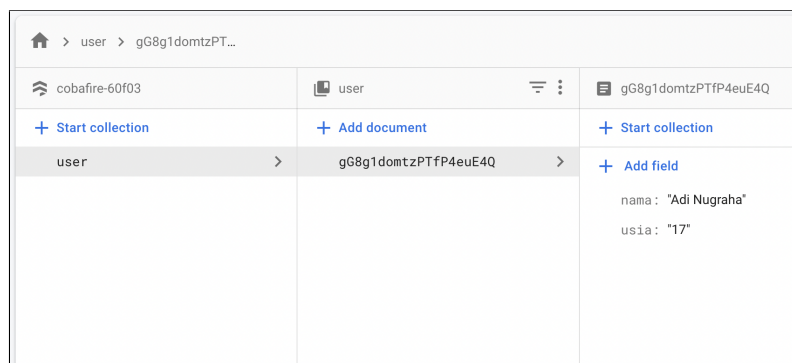 user gG8g1domtzPT...
cobafire-60f03
user
gG8g1domtzPTfP4euE4Q
Start collection
Add document
Start collection
user
gG8g1domtzPTfP4euE4Q
Add field
nama: "Adi Nugraha"
usia: "17"